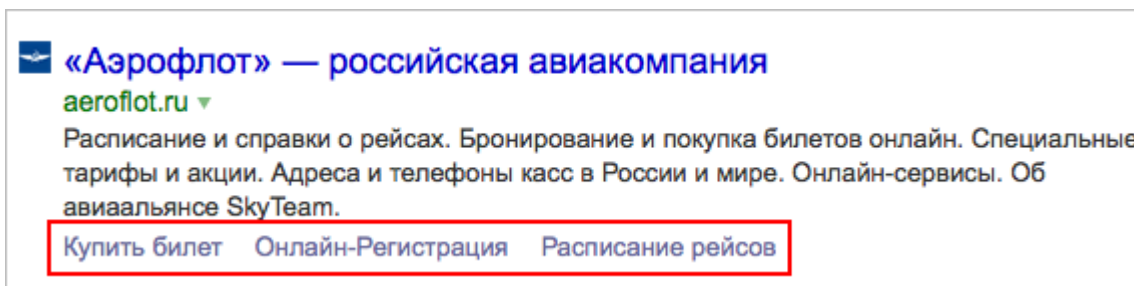 «Аэрофлот» — российская авиакомпания
aeroflot.ru
Расписание и справки о рейсах. Бронирование и покупка билетов онлайн. Специальные
тарифы и акции. Адреса и телефоны касс в России и мире. Онлайн-сервисы. Об
авиаальянсе SkyTeam.
Купить билет Онлайн-Регистрация Расписание рейсов